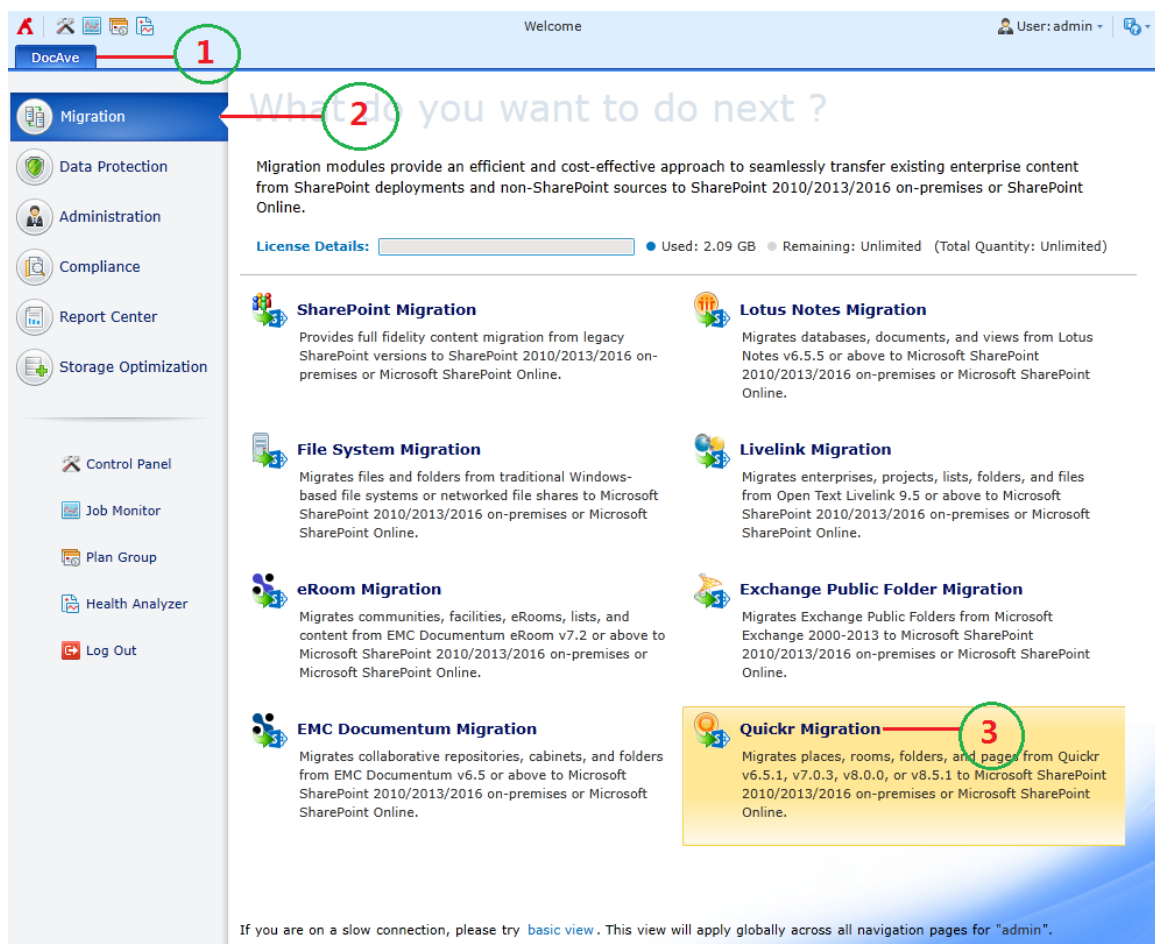 Welcome
User: admin
DocAve
1
Migration
Data Protection
Administration
Compliance
Report Center
Storage Optimization
Control Panel
Job Monitor
Plan Group
Health Analyzer
Log Out
What do you want to do next ?
2
Migration modules provide an efficient and cost-effective approach to seamlessly transfer existing enterprise content
from SharePoint deployments and non-SharePoint sources to SharePoint 2010/2013/2016 on-premises or SharePoint
Online.
License Details: Used: 2.09 GB Remaining: Unlimited (Total Quantity: Unlimited)
SharePoint Migration
Provides full fidelity content migration from legacy
SharePoint versions to SharePoint 2010/2013/2016 on-
premises or Microsoft SharePoint Online.
Lotus Notes Migration
Migrates databases, documents, and views from Lotus
Notes v6.5.5 or above to Microsoft SharePoint
2010/2013/2016 on-premises or Microsoft SharePoint
Online.
File System Migration
Migrates files and folders from traditional Windows-
based file systems or networked file shares to Microsoft
SharePoint 2010/2013/2016 on-premises or Microsoft
SharePoint Online.
Livelink Migration
Migrates enterprises, projects, lists, folders, and files
from Open Text Livelink 9.5 or above to Microsoft
SharePoint 2010/2013/2016 on-premises or Microsoft
SharePoint Online.
eRoom Migration
Migrates communities, facilities, eRooms, lists, and
content from EMC Documentum eRoom v7.2 or above to
Microsoft SharePoint 2010/2013/2016 on-premises or
Microsoft SharePoint Online.
Exchange Public Folder Migration
Migrates Exchange Public Folders from Microsoft
Exchange 2000-2013 to Microsoft SharePoint
2010/2013/2016 on-premises or Microsoft SharePoint
Online.
EMC Documentum Migration
Migrates collaborative repositories, cabinets, and folders
from EMC Documentum v6.5 or above to Microsoft
SharePoint 2010/2013/2016 on-premises or Microsoft
SharePoint Online.
Quickr Migration
3
Migrates places, rooms, folders, and pages from Quickr
v6.5.1, v7.0.3, v8.0.0, or v8.5.1 to Microsoft SharePoint
2010/2013/2016 on-premises or Microsoft SharePoint
Online.
If you are on a slow connection, please try basic view. This view will apply globally across all navigation pages for "admin".